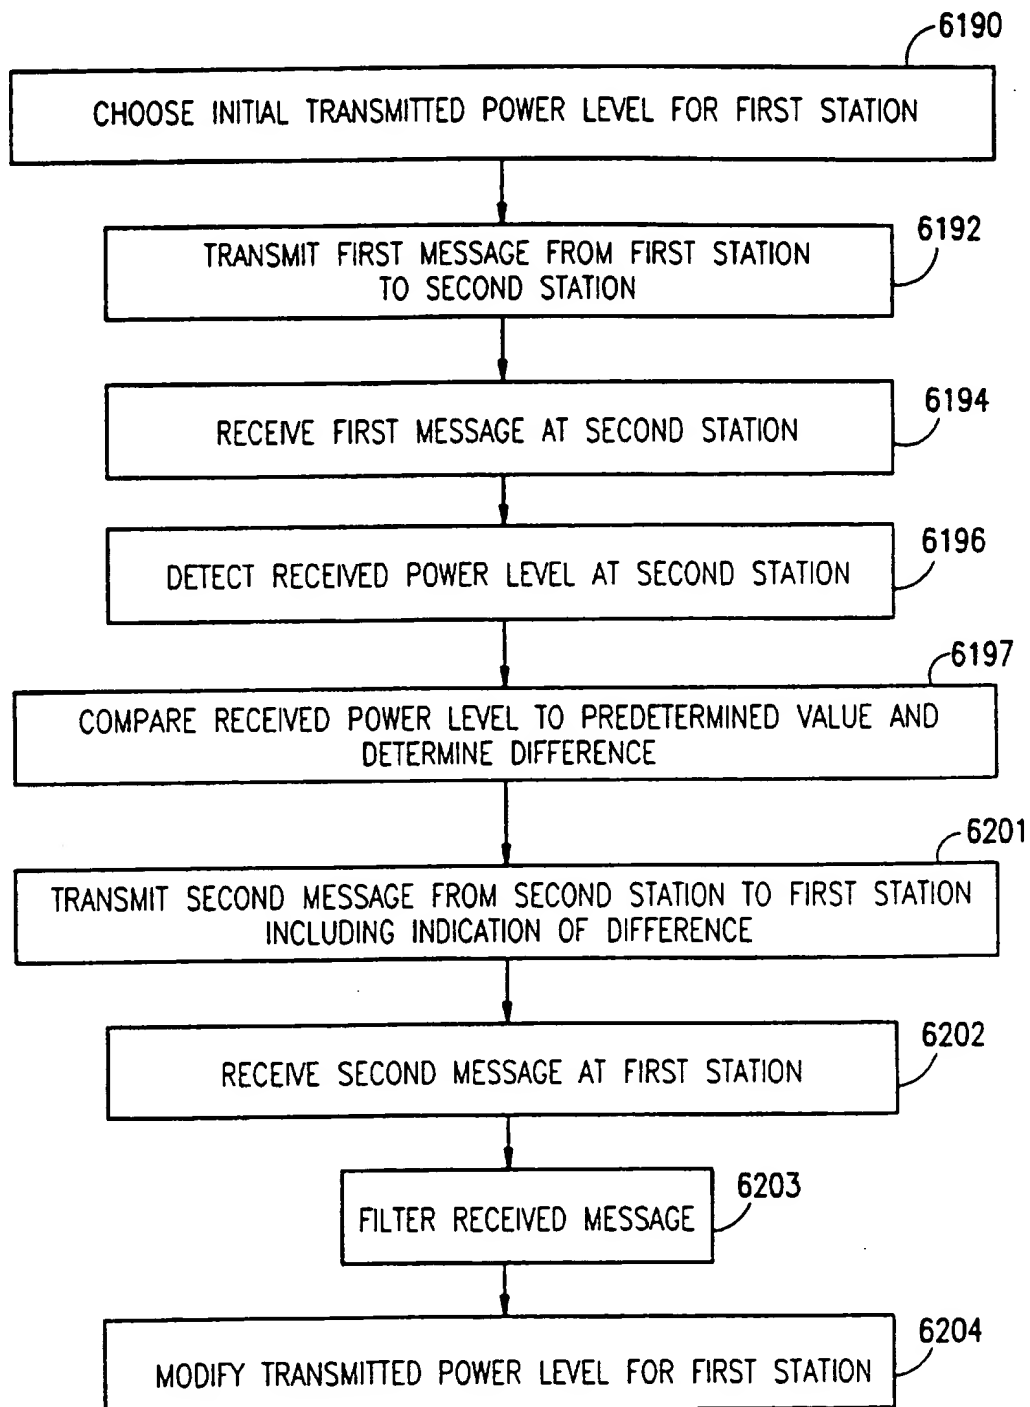 6190
CHOOSE INITIAL TRANSMITTED POWER LEVEL FOR FIRST STATION
6192
TRANSMIT FIRST MESSAGE FROM FIRST STATION
TO SECOND STATION
6194
RECEIVE FIRST MESSAGE AT SECOND STATION
6196
DETECT RECEIVED POWER LEVEL AT SECOND STATION
6197
COMPARE RECEIVED POWER LEVEL TO PREDETERMINED VALUE AND
DETERMINE DIFFERENCE
6201
TRANSMIT SECOND MESSAGE FROM SECOND STATION TO FIRST STATION
INCLUDING INDICATION OF DIFFERENCE
6202
RECEIVE SECOND MESSAGE AT FIRST STATION
6203
FILTER RECEIVED MESSAGE
6204
MODIFY TRANSMITTED POWER LEVEL FOR FIRST STATION